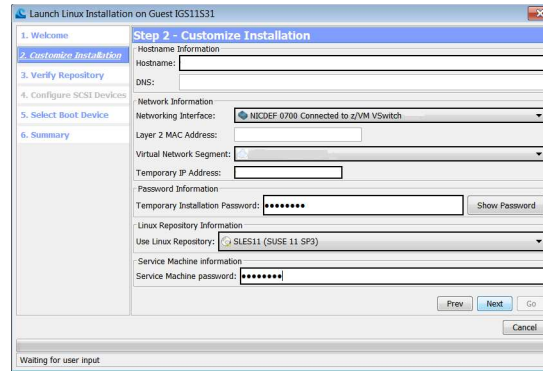 Launch Linux Installation on Guest IGS11S31
1. Welcome
2. Customize Installation
3. Verify Repository
4. Configure SCSI Devices
5. Select Boot Device
6. Summary
Step 2 - Customize Installation
Hostname Information
Hostname:
DNS:
Network Information
Networking Interface: NICDEF 0700 Connected to z/VM VSwitch
Layer 2 MAC Address:
Virtual Network Segment:
Temporary IP Address:
Password Information
Temporary Installation Password: ●●●●●●●● Show Password
Linux Repository Information
Use Linux Repository: SLES11 (SUSE 11 SP3)
Service Machine information
Service Machine password: ●●●●●●●●
Prev Next Go
Cancel
Waiting for user input